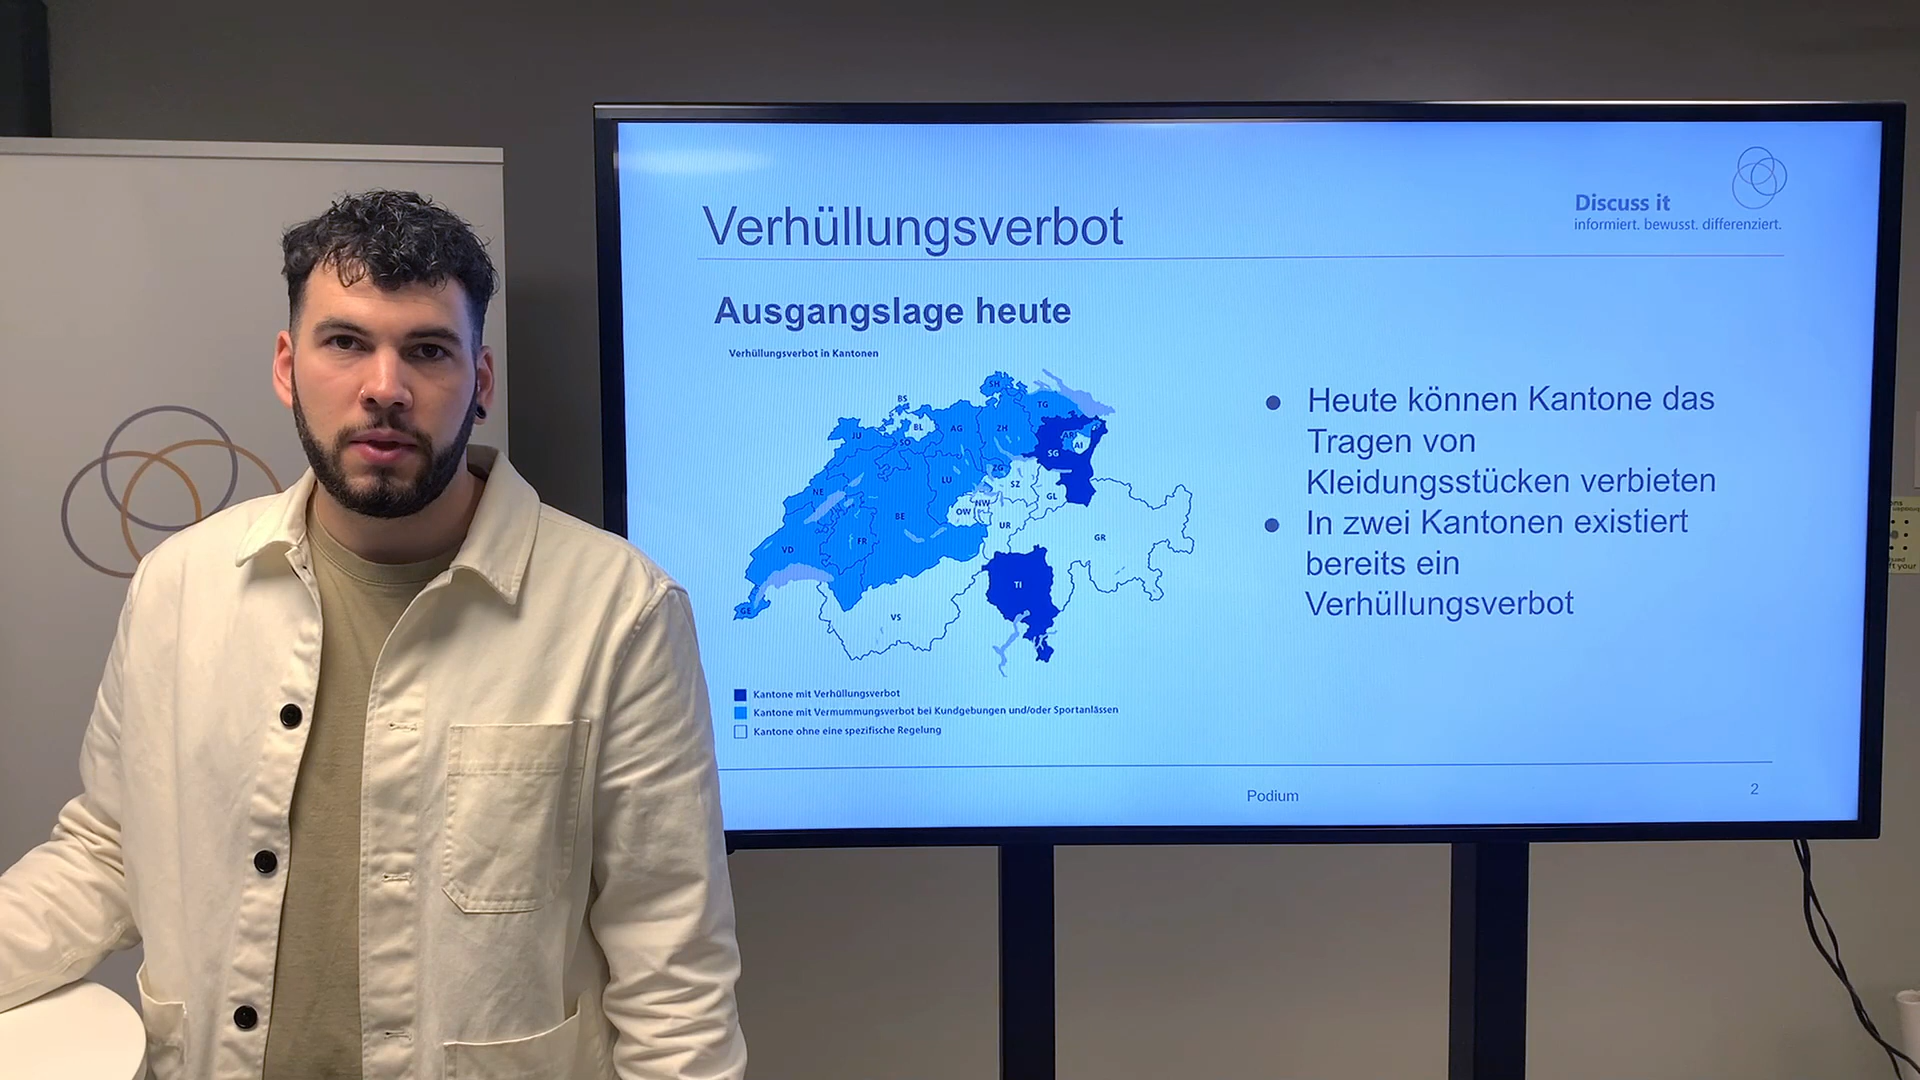 Discuss it
informiert. bewusst. differenziert.
Verhüllungsverbot
Ausgangslage heute
Verhüllungsverbot in Kantonen
SH
BS
TG
BL
JU
AG
ZH
SO
AR
AI
SG
ZG
LU
SZ
NE
GL
NW
OW
BE
UR
FR
GR
VD
TI
GE
VS
Kantone mit Verhüllungsverbot
Kantone mit Vermummungsverbot bei Kundgebungen und/oder Sportanlässen
Kantone ohne eine spezifische Regelung
● Heute können Kantone das
Tragen von
Kleidungsstücken verbieten
● In zwei Kantonen existiert
bereits ein
Verhüllungsverbot
Podium
2